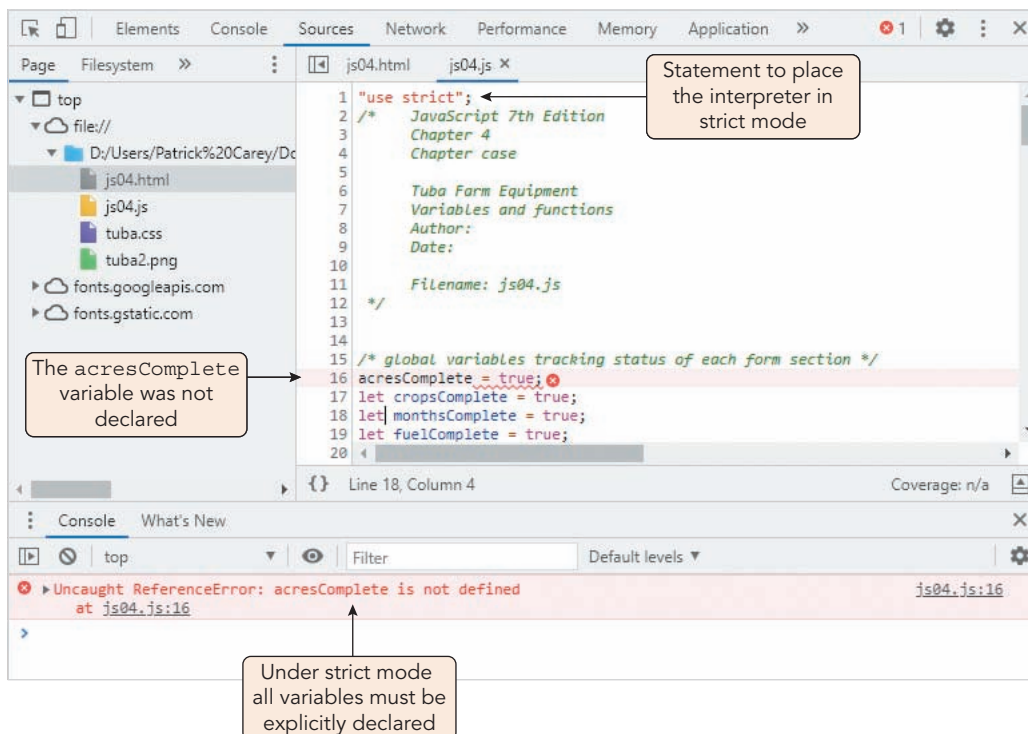 Elements Console Sources Network Performance Memory Application » 1
Page Filesystem »
js04.html js04.js ×
top
file://
D:/Users/Patrick%20Carey/Do
js04.html
js04.js
tuba.css
tuba2.png
fonts.googleapis.com
fonts.gstatic.com
Statement to place
the interpreter in
strict mode
1 "use strict";
2 /* JavaScript 7th Edition
3 Chapter 4
4 Chapter case
5
6 Tuba Farm Equipment
7 Variables and functions
8 Author:
9 Date:
10
11 Filename: js04.js
12 */
13
14
15 /* global variables tracking status of each form section */
16 acresComplete = true;
17 let cropsComplete = true;
18 let monthsComplete = true;
19 let fuelComplete = true;
20
The acresComplete
variable was not
declared
{} Line 18, Column 4 Coverage: n/a
Console What's New
top Filter Default levels ▼
Uncaught ReferenceError: acresComplete is not defined js04.js:16
at js04.js:16
>
Under strict mode
all variables must be
explicitly declared